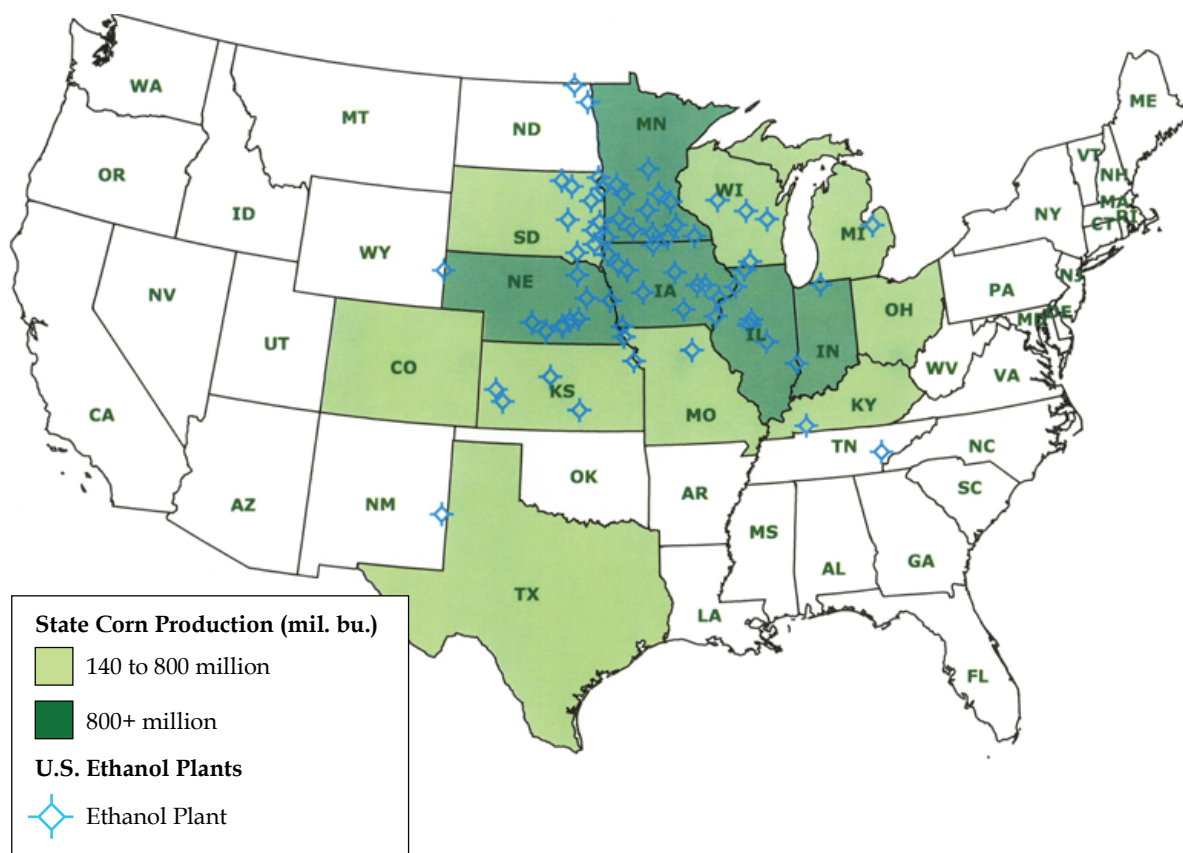 WA
MT
ND
MN
ME
OR
ID
SD
WI
VT
NH
MA
RI
CT
NY
MI
WY
NE
IA
NV
UT
CO
KS
MO
IL
IN
OH
PA
NJ
MD
DE
WV
VA
KY
CA
AZ
NM
OK
AR
TN
NC
SC
MS
AL
GA
TX
LA
FL
State Corn Production (mil. bu.)
140 to 800 million
800+ million
U.S. Ethanol Plants
Ethanol Plant